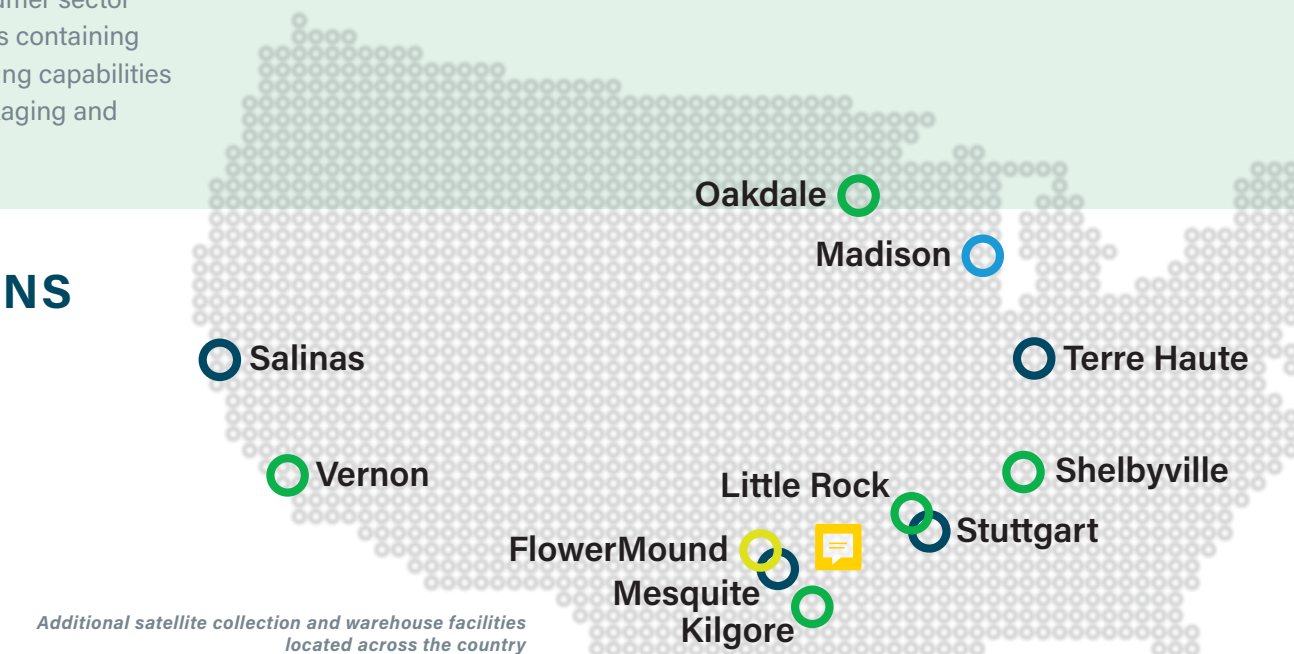 s containing
ng capabilities
aging and
Oakdale
Madison
NS
Salinas
Terre Haute
Vernon
Shelbyville
Little Rock
Stuttgart
FlowerMound
Mesquite
Kilgore
Additional satellite collection and warehouse facilities
located across the country